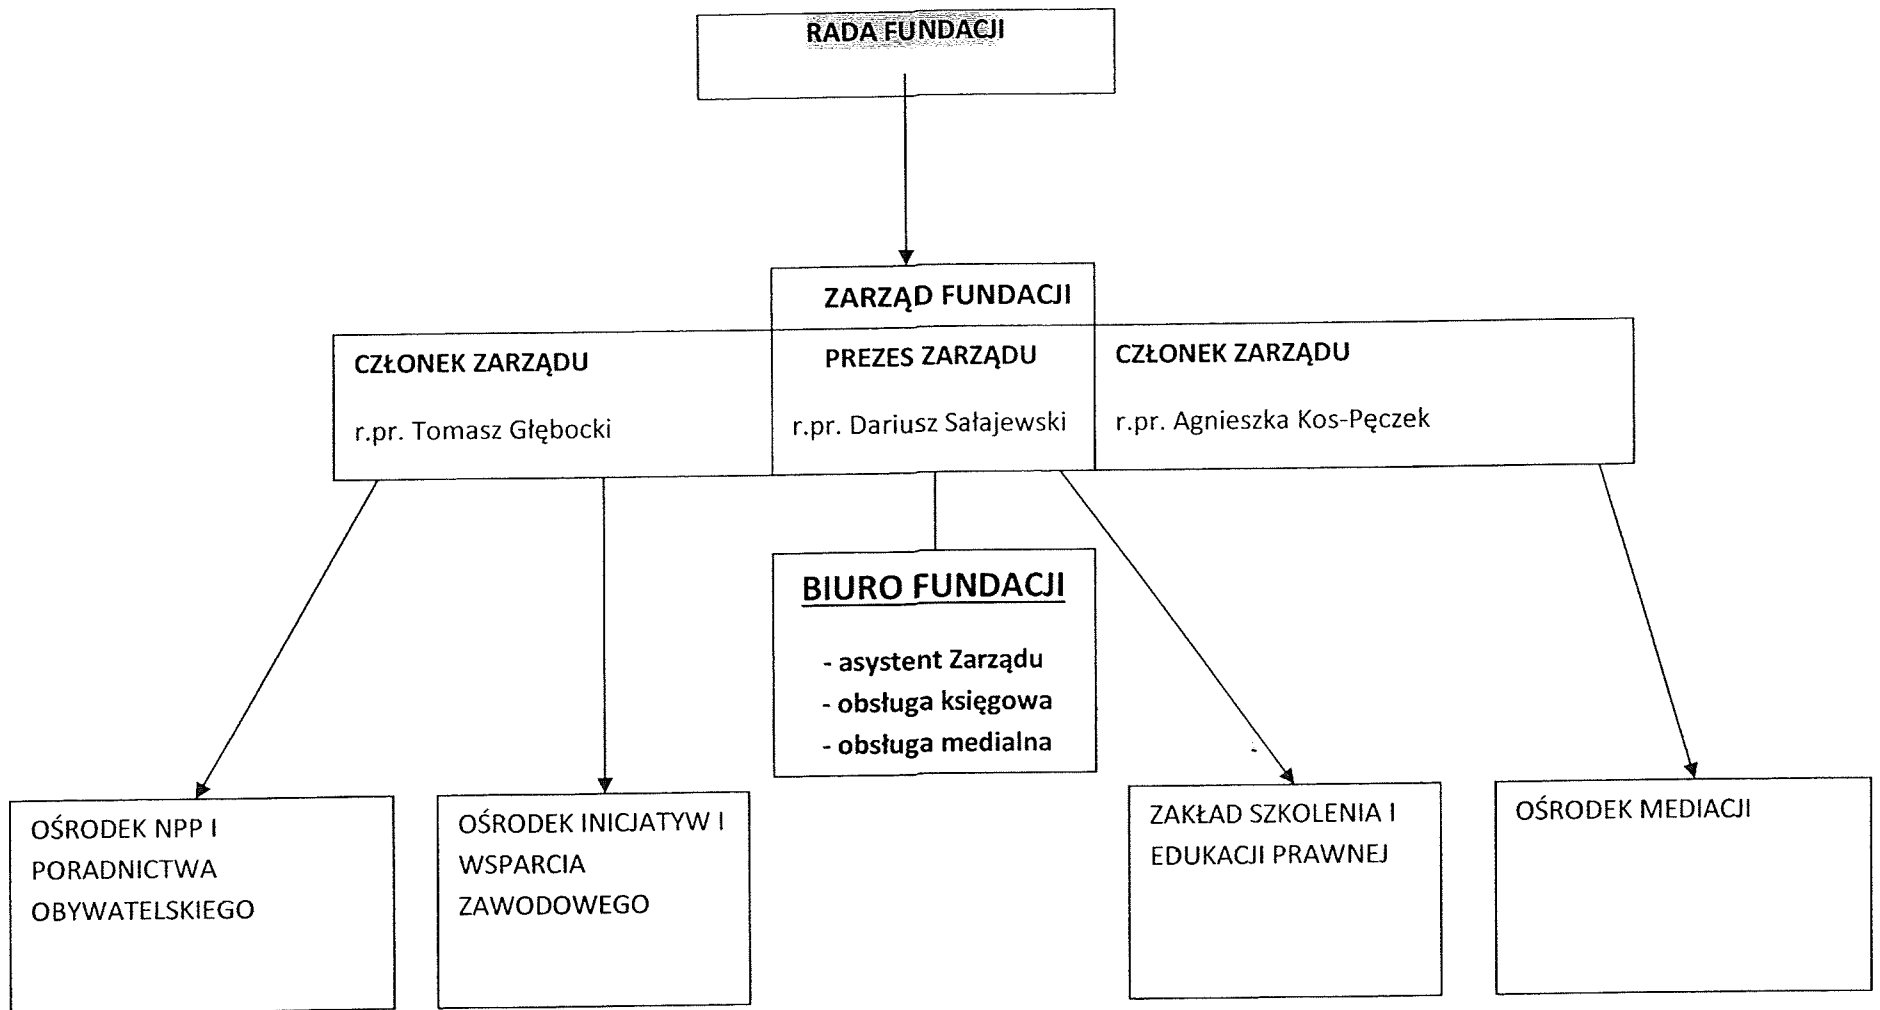 RADA FUNDACJI
ZARZĄD FUNDACJI
CZŁONEK ZARZĄDU
r.pr. Tomasz Głębocki
PREZES ZARZĄDU
r.pr. Dariusz Sałajewski
CZŁONEK ZARZĄDU
r.pr. Agnieszka Kos-Pęczek
BIURO FUNDACJI
- asystent Zarządu
- obsługa księgowa
- obsługa medialna
OŚRODEK NPP I
PORADNICTWA
OBYWATELSKIEGO
OŚRODEK INICJATYW I
WSPARCIA
ZAWODOWEGO
ZAKŁAD SZKOLENIA I
EDUKACJI PRAWNEJ
OŚRODEK MEDIACJI